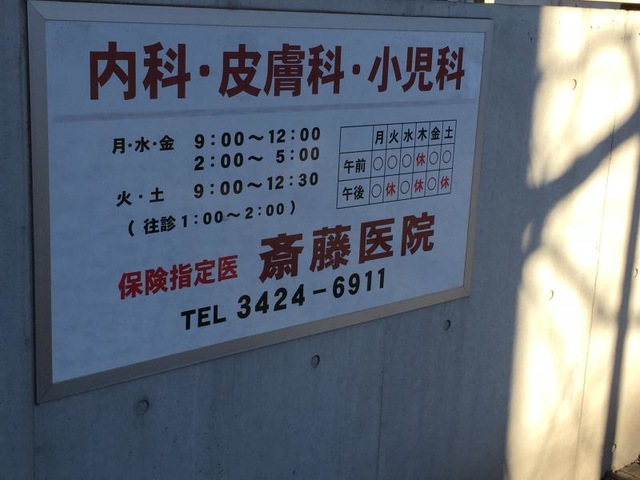 内科・皮膚科・小児科
月・水・金 9:00〜12:00
2:00〜 5:00
火・土 9:00〜12:30
(往診1:00〜2:00)
月 火 水 木 金 土
午前 ○ ○ ○ 休 ○ ○
午後 ○ 休 ○ 休 ○ 休
保険指定医 斎藤医院
TEL 3424-6911